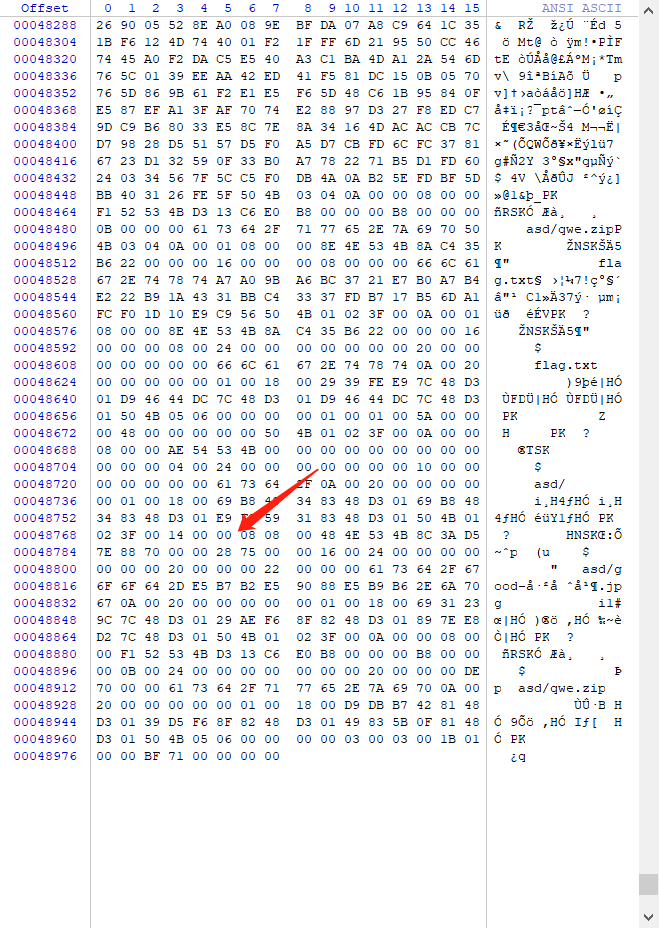 Offset 0 1 2 3 4 5 6 7 8 9 10 11 12 13 14 15 ANSI ASCII
00048288 26 90 05 52 8E A0 08 9E BF DA 07 A8 C9 64 1C 35 & RŽ ž¿Ú ¨Éd 5
00048304 1B F6 12 4D 74 40 01 F2 1F FF 6D 21 95 50 CC 46 ö Mt@ ò ÿm!•PÌF
00048320 74 45 A0 F2 DA C5 E5 40 A3 C1 BA 4D A1 2A 54 6D tE òÚÅå@£ÁºM¡*Tm
00048336 76 5C 01 39 EE AA 42 ED 41 F5 81 DC 15 0B 05 70 v\ 9îªBíAõ Ü p
00048352 76 5D 86 9B 61 F2 E1 E5 F6 5D 48 C6 1B 95 84 0F v]†›aòáåö]HÆ •„
00048368 E5 87 EF A1 3F AF 70 74 E2 88 97 D3 27 F8 ED C7 å‡ï¡?¯ptâˆ—Ó'øíÇ
00048384 9D C9 B6 80 33 E5 8C 7E 8A 34 16 4D AC AC CB 7C É¶€3åŒ~Š4 M¬¬Ë|
00048400 D7 98 28 D5 51 57 D5 F0 A5 D7 CB FD 6C FC 37 81 ×˜(ÕQWÕð¥×Ëýlü7
00048416 67 23 D1 32 59 0F 33 B0 A7 78 22 71 B5 D1 FD 60 g#Ñ2Y 3°§x"qµÑý`
00048432 24 03 34 56 7F 5C C5 F0 DB 4A 0A B2 5E FD BF 5D $ 4V \ÅðÛJ ²^ý¿]
00048448 BB 40 31 26 FE 5F 50 4B 03 04 0A 00 00 08 00 00 »@1&þ_PK
00048464 F1 52 53 4B D3 13 C6 E0 B8 00 00 00 B8 00 00 00 ñRSKÓ Æà¸ ¸
00048480 0B 00 00 00 61 73 64 2F 71 77 65 2E 7A 69 70 50 asd/qwe.zipP
00048496 4B 03 04 0A 00 01 08 00 00 8E 4E 53 4B 8A C4 35 K ŽNSKŠÄ5
00048512 B6 22 00 00 00 16 00 00 00 08 00 00 00 66 6C 61 ¶" fla
00048528 67 2E 74 78 74 A7 A0 9B A6 BC 37 21 E7 B0 A7 B4 g.txt§ ›¦¼7!ç°§´
00048544 E2 22 B9 1A 43 31 BB C4 33 37 FD B7 17 B5 6D A1 â"¹ C1»Ä37ý· µm¡
00048560 FC F0 1D 10 E9 C9 56 50 4B 01 02 3F 00 0A 00 01 üð éÉVPK ?
00048576 08 00 00 8E 4E 53 4B 8A C4 35 B6 22 00 00 00 16 ŽNSKŠÄ5¶"
00048592 00 00 00 08 00 24 00 00 00 00 00 00 00 20 00 00 $
00048608 00 00 00 00 00 66 6C 61 67 2E 74 78 74 0A 00 20 flag.txt
00048624 00 00 00 00 00 01 00 18 00 29 39 FE E9 7C 48 D3 )9þé|HÓ
00048640 01 D9 46 44 DC 7C 48 D3 01 D9 46 44 DC 7C 48 D3 ÙFDÜ|HÓ ÙFDÜ|HÓ
00048656 01 50 4B 05 06 00 00 00 00 01 00 01 00 5A 00 00 PK Z
00048672 00 48 00 00 00 00 00 50 4B 01 02 3F 00 0A 00 00 H PK ?
00048688 08 00 00 AE 54 53 4B 00 00 00 00 00 00 00 00 00 ®TSK
00048704 00 00 00 04 00 24 00 00 00 00 00 00 00 10 00 00 $
00048720 00 00 00 00 00 61 73 64 2F 0A 00 20 00 00 00 00 asd/
00048736 00 01 00 18 00 69 B8 34 83 48 D3 01 69 B8 48 i¸H4ƒHÓ i¸H
00048752 34 83 48 D3 01 E9 59 31 83 48 D3 01 50 4B 01 4ƒHÓ éüY1ƒHÓ PK
00048768 02 3F 00 14 00 00 08 08 00 48 4E 53 4B 8C 3A D5 ? HNSKŒ:Õ
00048784 7E 88 70 00 00 28 75 00 00 00 16 00 24 00 00 00 ~ˆp (u $
00048800 00 00 00 20 00 00 00 22 00 00 00 61 73 64 2F 67 " asd/g
00048816 6F 6F 64 2D E5 B7 B2 E5 90 88 E5 B9 B6 2E 6A 70 ood-å·²å ˆå¹¶.jp
00048832 67 0A 00 20 00 00 00 00 00 01 00 18 00 69 31 23 g i1#
00048848 9C 7C 48 D3 01 29 AE F6 8F 82 48 D3 01 89 7E E8 œ|HÓ )®ö ‚HÓ ‰~è
00048864 D2 7C 48 D3 01 50 4B 01 02 3F 00 0A 00 00 08 00 Ò|HÓ PK ?
00048880 00 F1 52 53 4B D3 13 C6 E0 B8 00 00 00 B8 00 00 ñRSKÓ Æà¸ ¸
00048896 00 0B 00 24 00 00 00 00 00 00 00 20 00 00 00 DE $ Þ
00048912 70 00 00 61 73 64 2F 71 77 65 2E 7A 69 70 0A 00 p asd/qwe.zip
00048928 20 00 00 00 00 00 01 00 18 00 D9 DB B7 42 81 48 ÙÛ·B H
00048944 D3 01 39 D5 F6 8F 82 48 D3 01 49 83 5B 0F 81 48 Ó 9Õö ‚HÓ Iƒ[ H
00048960 D3 01 50 4B 05 06 00 00 00 00 03 00 03 00 1B 01 Ó PK
00048976 00 00 BF 71 00 00 00 00 ¿q